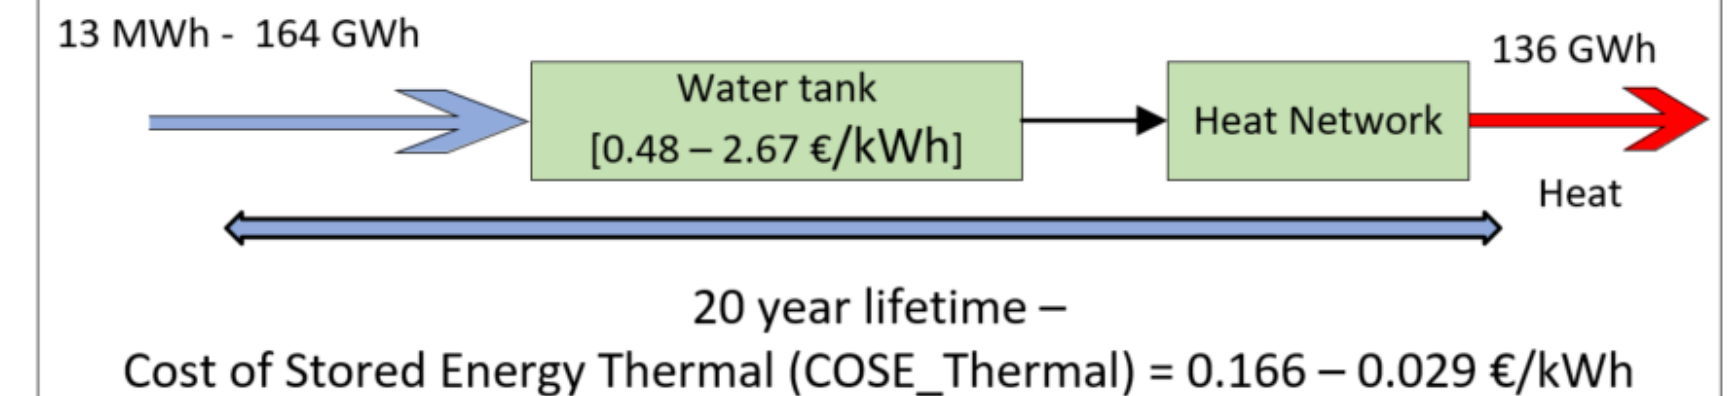 13 MWh - 164 GWh
136 GWh
Water tank
[0.48 – 2.67 €/kWh]
Heat Network
Heat
20 year lifetime –
Cost of Stored Energy Thermal (COSE_Thermal) = 0.166 – 0.029 €/kWh